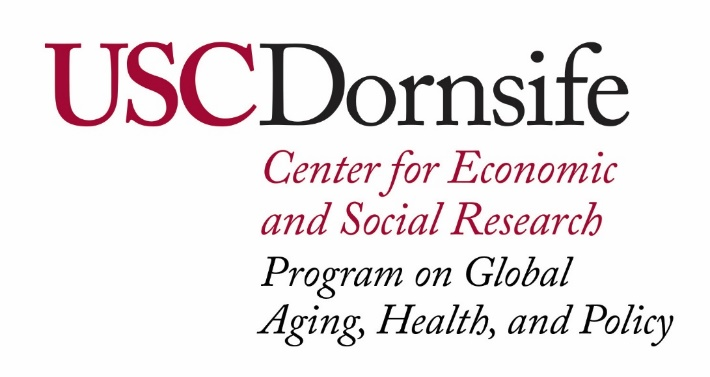 USCDornsife
Center for Economic
and Social Research
Program on Global
Aging, Health, and Policy